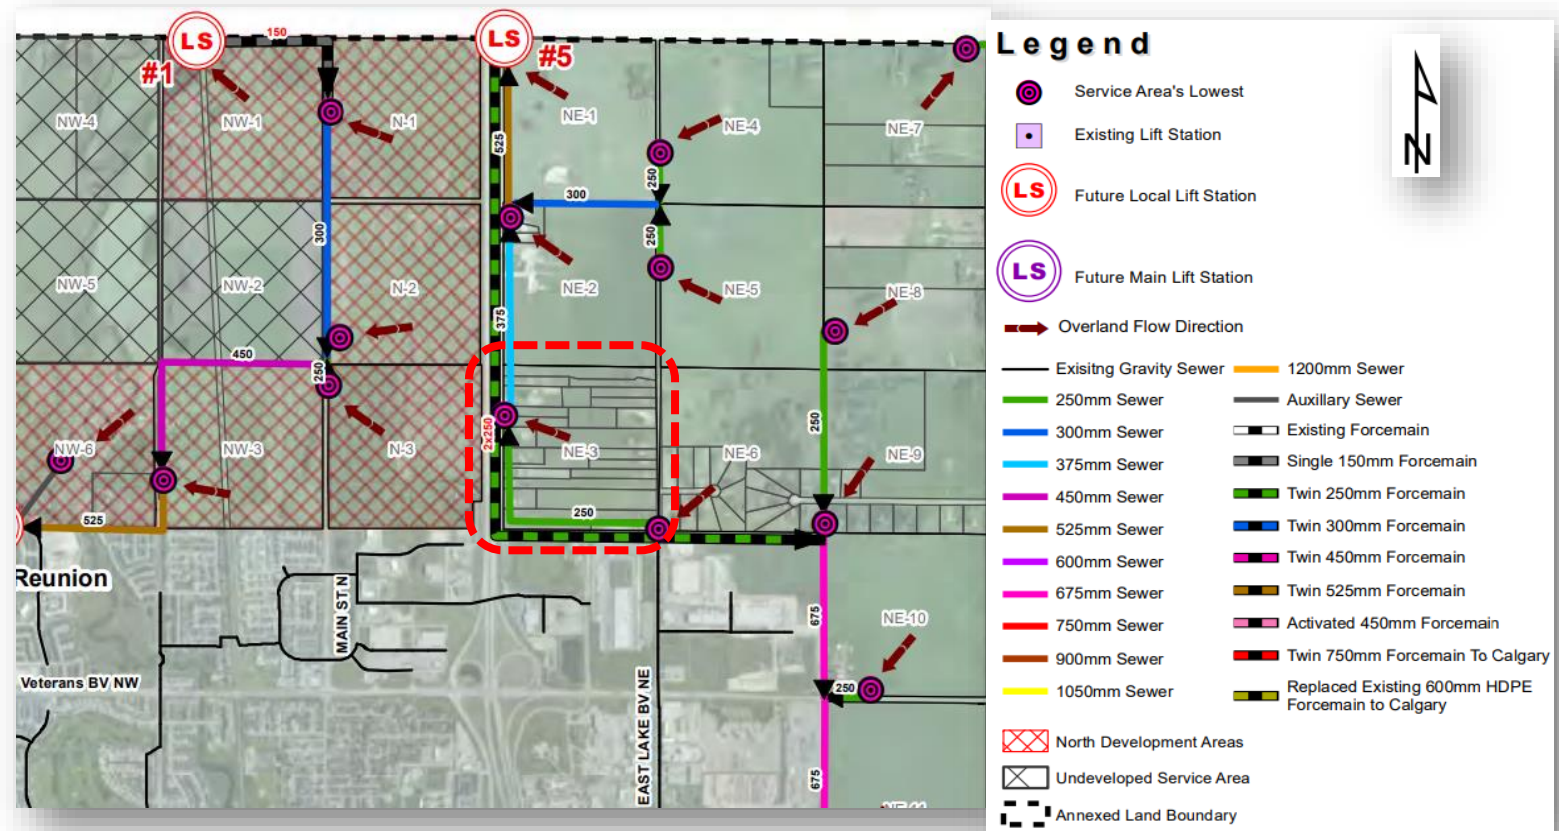 LS
150
LS
#1
#5
NW-4
NW-1
N-1
NE-1
NE-4
NE-7
525
250
300
300
250
NW-5
NW-2
N-2
NE-2
NE-5
NE-8
375
450
250
250
2x250
NW-6
NW-3
N-3
NE-3
NE-6
NE-9
525
250
Reunion
MAIN ST N
675
NE-10
Veterans BV NW
250
EAST LAKE BV NE
675
Legend
Service Area's Lowest
Existing Lift Station
LS
Future Local Lift Station
LS
Future Main Lift Station
Overland Flow Direction
Exisitng Gravity Sewer
250mm Sewer
300mm Sewer
375mm Sewer
450mm Sewer
525mm Sewer
600mm Sewer
675mm Sewer
750mm Sewer
900mm Sewer
1050mm Sewer
1200mm Sewer
Auxillary Sewer
Existing Forcemain
Single 150mm Forcemain
Twin 250mm Forcemain
Twin 300mm Forcemain
Twin 450mm Forcemain
Twin 525mm Forcemain
Activated 450mm Forcemain
Twin 750mm Forcemain To Calgary
Replaced Existing 600mm HDPE
Forcemain to Calgary
North Development Areas
Undeveloped Service Area
Annexed Land Boundary
N